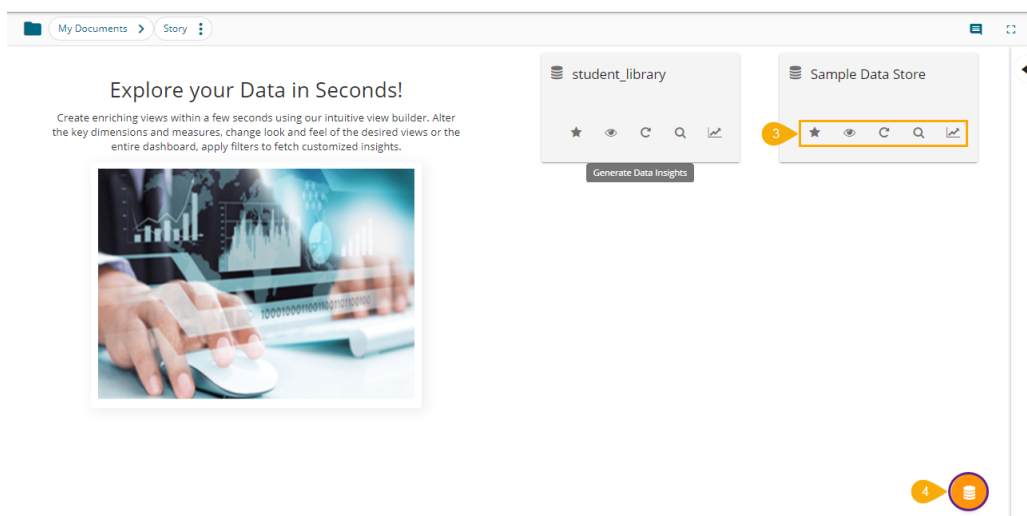 My Documents
Story
student_library
Sample Data Store
Explore your Data in Seconds!
Create enriching views within a few seconds using our intuitive view builder. Alter
the key dimensions and measures, change look and feel of the desired views or the
entire dashboard, apply filters to fetch customized insights.
3
Generate Data Insights
4